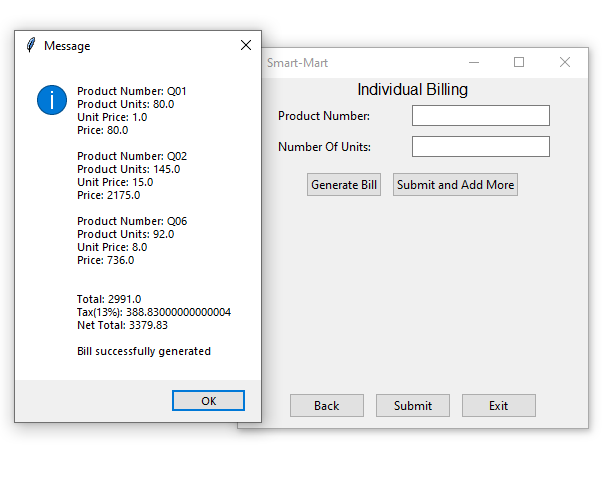 Message
Product Number: Q01
Product Units: 80.0
Unit Price: 1.0
Price: 80.0
Product Number: Q02
Product Units: 145.0
Unit Price: 15.0
Price: 2175.0
Product Number: Q06
Product Units: 92.0
Unit Price: 8.0
Price: 736.0
Total: 2991.0
Tax(13%): 388.83000000000004
Net Total: 3379.83
Bill successfully generated
OK
Smart-Mart
Individual Billing
Product Number:
Number Of Units:
Generate Bill
Submit and Add More
Back
Submit
Exit